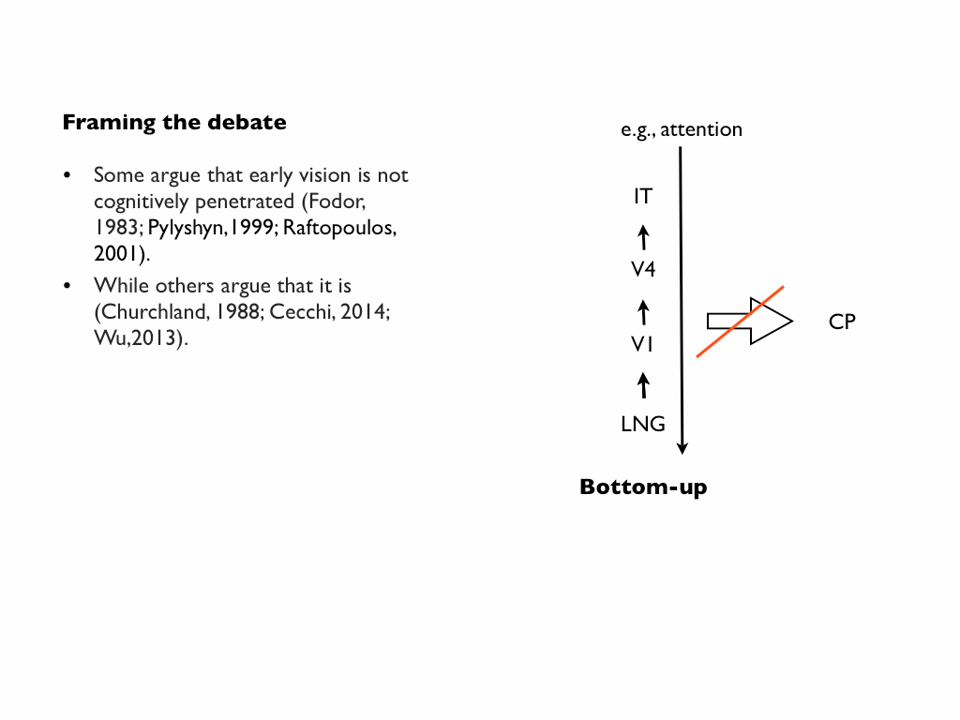 Framing the debate
• Some argue that early vision is not
cognitively penetrated (Fodor,
1983; Pylyshyn,1999; Raftopoulos,
2001).
• While others argue that it is
(Churchland, 1988; Cecchi, 2014;
Wu,2013).
e.g., attention
IT
V4
V1
LNG
CP
Bottom-up